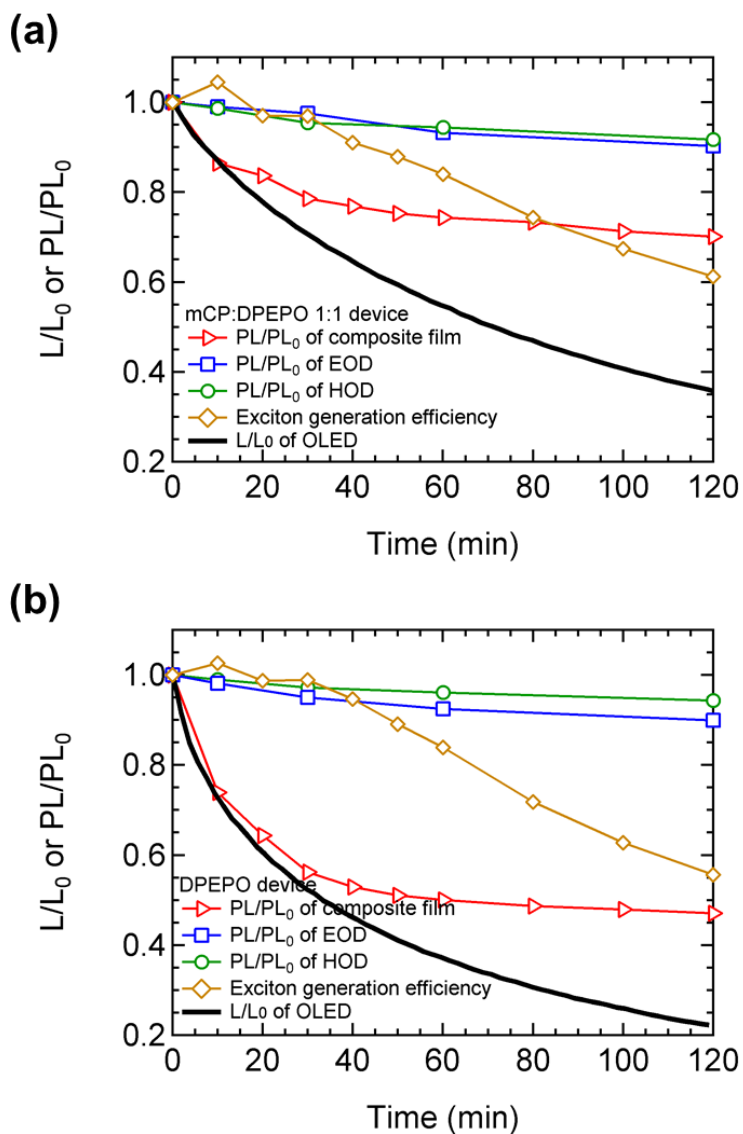 (a)
L/L₀ or PL/PL₀
1.0
0.8
0.6
0.4
0.2
mCP:DPEPO 1:1 device
PL/PL₀ of composite film
PL/PL₀ of EOD
PL/PL₀ of HOD
Exciton generation efficiency
L/L₀ of OLED
0 20 40 60 80 100 120
Time (min)
(b)
L/L₀ or PL/PL₀
1.0
0.8
0.6
0.4
0.2
DPEPO device
PL/PL₀ of composite film
PL/PL₀ of EOD
PL/PL₀ of HOD
Exciton generation efficiency
L/L₀ of OLED
0 20 40 60 80 100 120
Time (min)